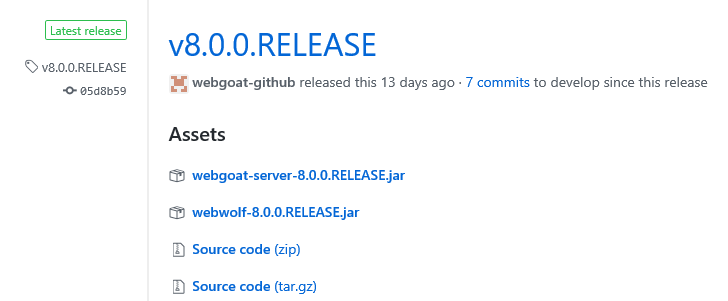 Latest release
v8.0.0.RELEASE
05d8b59
v8.0.0.RELEASE
webgoat-github released this 13 days ago · 7 commits to develop since this release
Assets
webgoat-server-8.0.0.RELEASE.jar
webwolf-8.0.0.RELEASE.jar
Source code (zip)
Source code (tar.gz)